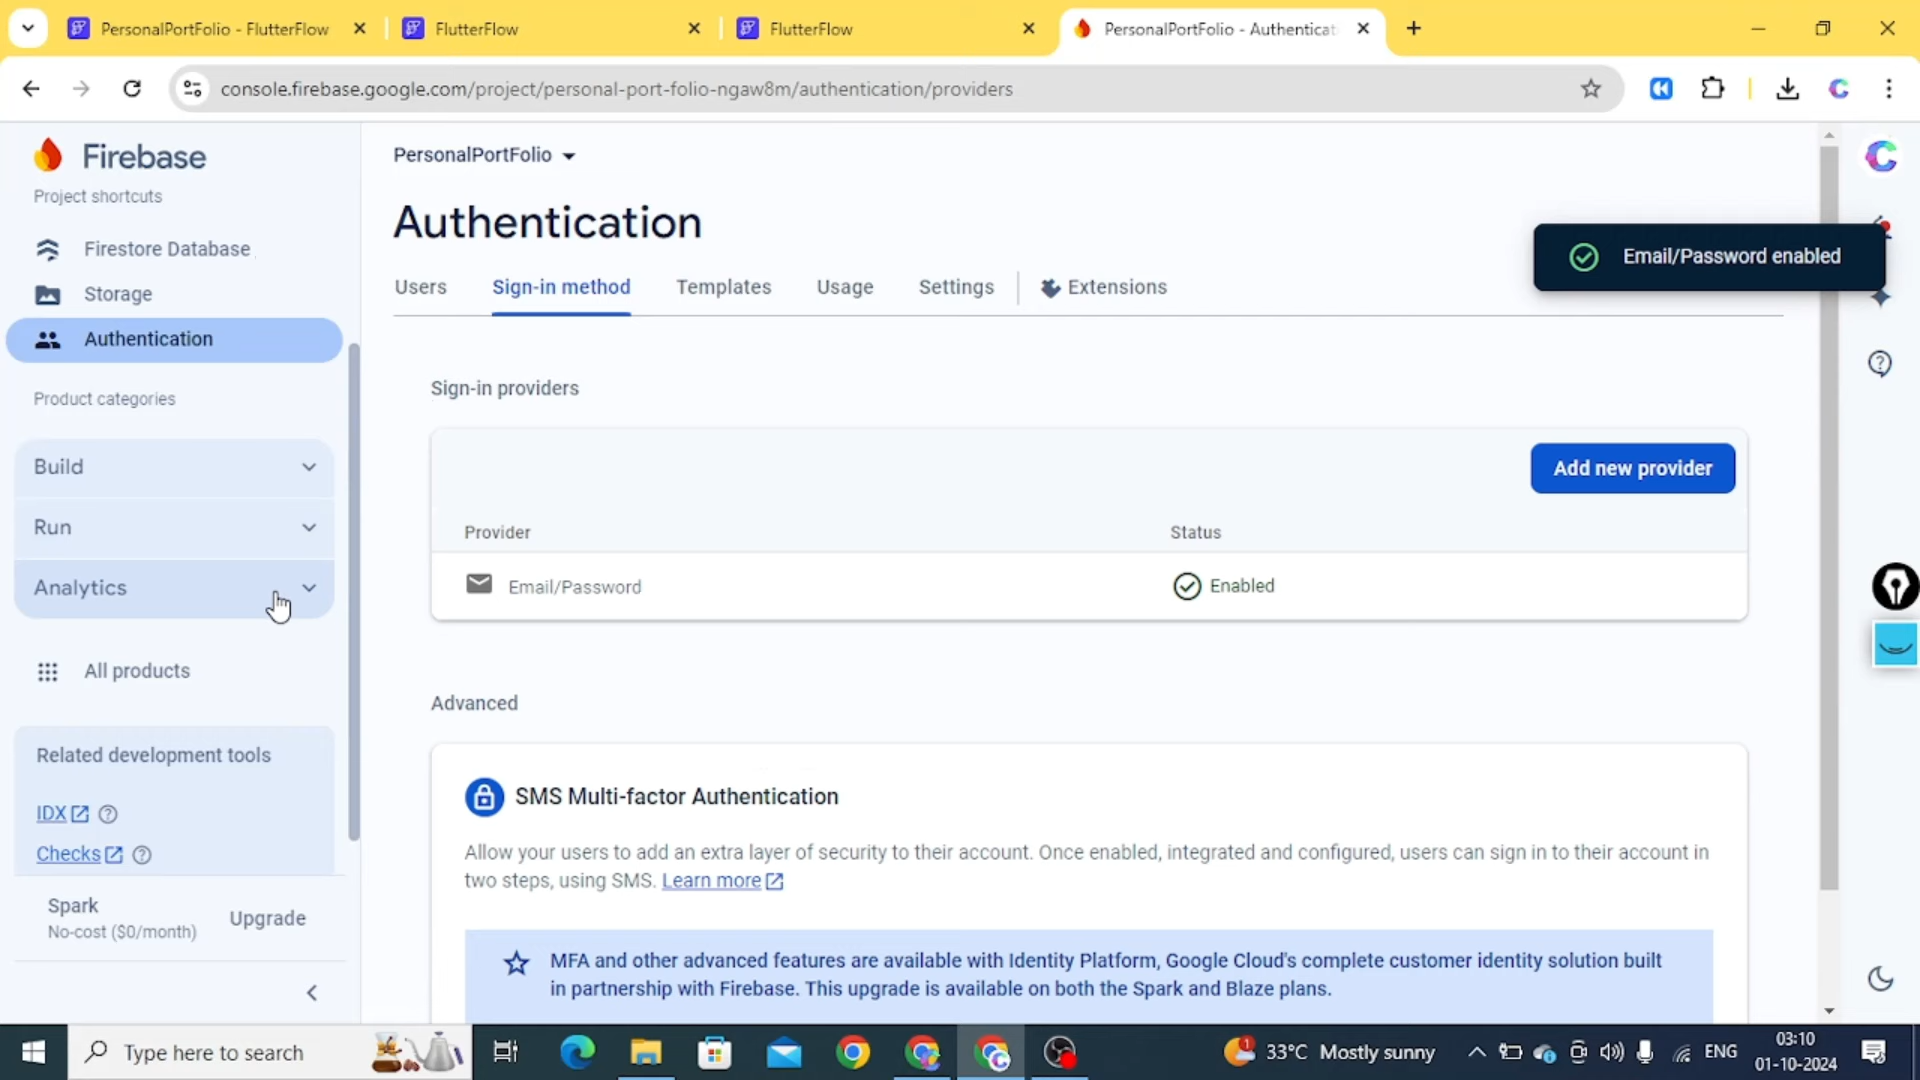 PersonalPortFolio - FlutterFlow
FlutterFlow
FlutterFlow
PersonalPortFolio - Authenticat
console.firebase.google.com/project/personal-port-folio-ngaw8m/authentication/providers
Firebase
Project shortcuts
Firestore Database
Storage
Authentication
Product categories
Build
Run
Analytics
All products
Related development tools
IDX
Checks
Spark
No-cost ($0/month)
Upgrade
PersonalPortFolio
Authentication
Users
Sign-in method
Templates
Usage
Settings
Extensions
Email/Password enabled
Sign-in providers
Add new provider
Provider
Status
Email/Password
Enabled
Advanced
SMS Multi-factor Authentication
Allow your users to add an extra layer of security to their account. Once enabled, integrated and configured, users can sign in to their account in
two steps, using SMS. Learn more
MFA and other advanced features are available with Identity Platform, Google Cloud's complete customer identity solution built
in partnership with Firebase. This upgrade is available on both the Spark and Blaze plans.
Type here to search
1
33°C Mostly sunny
ENG
03:10
01-10-2024